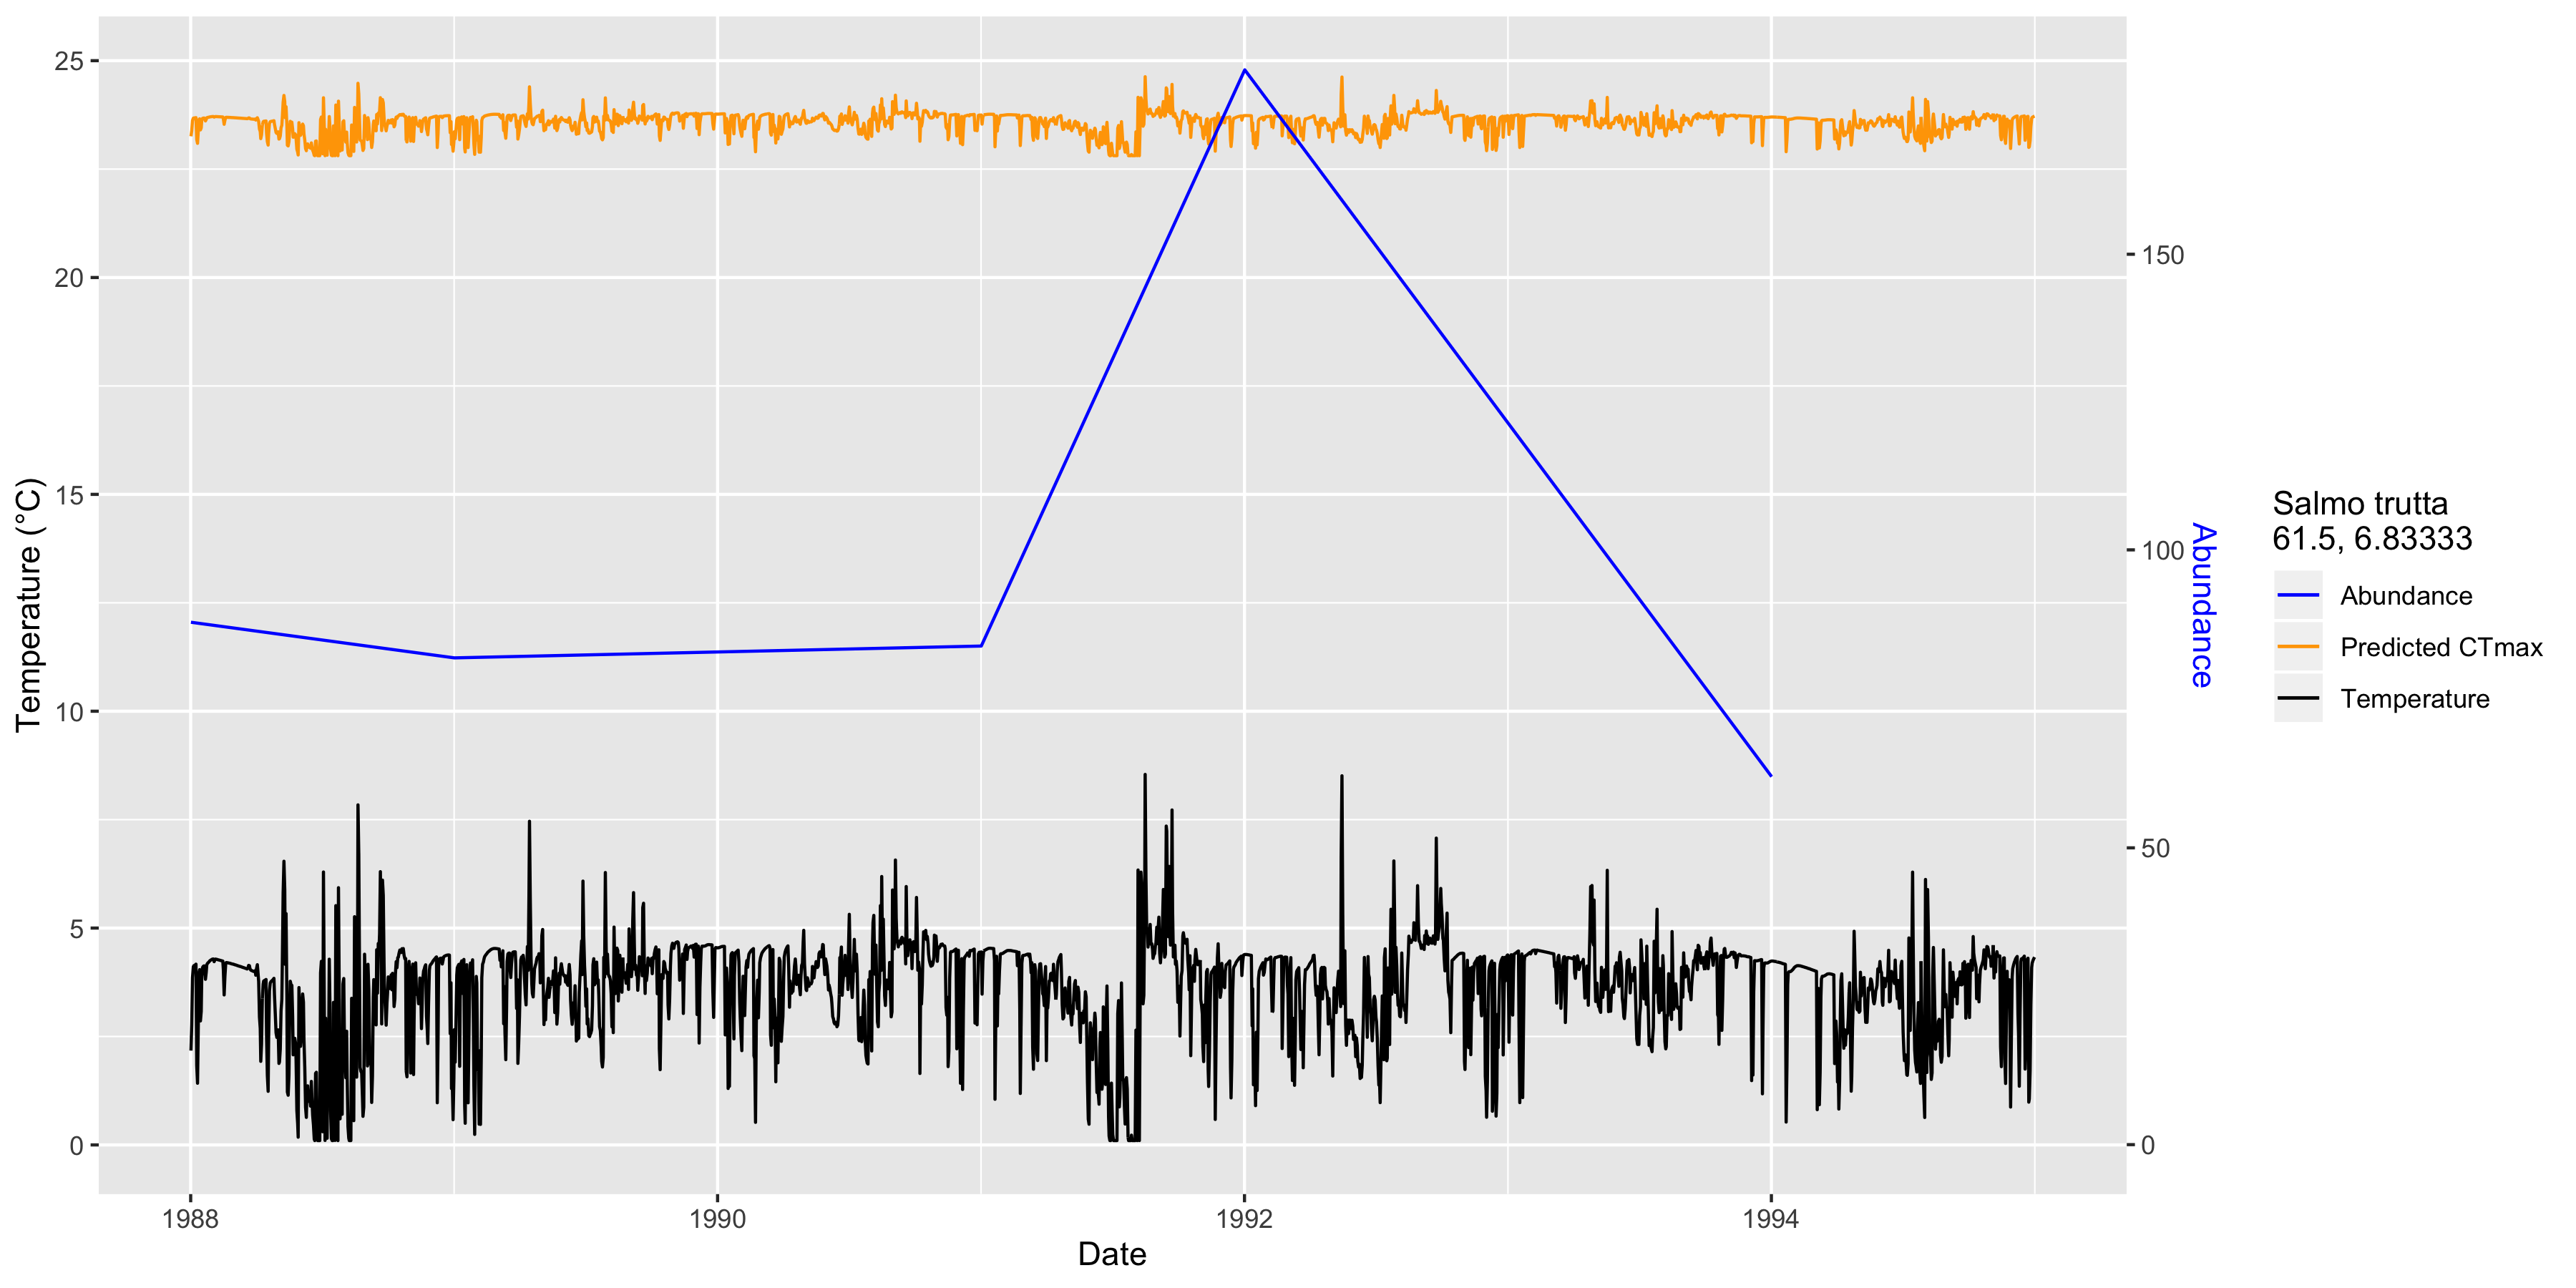 25
20
15
10
5
0
Temperature (°C)
1988
1990
1992
1994
Date
150
100
50
0
Abundance
Salmo trutta
61.5, 6.83333
Abundance
Predicted CTmax
Temperature